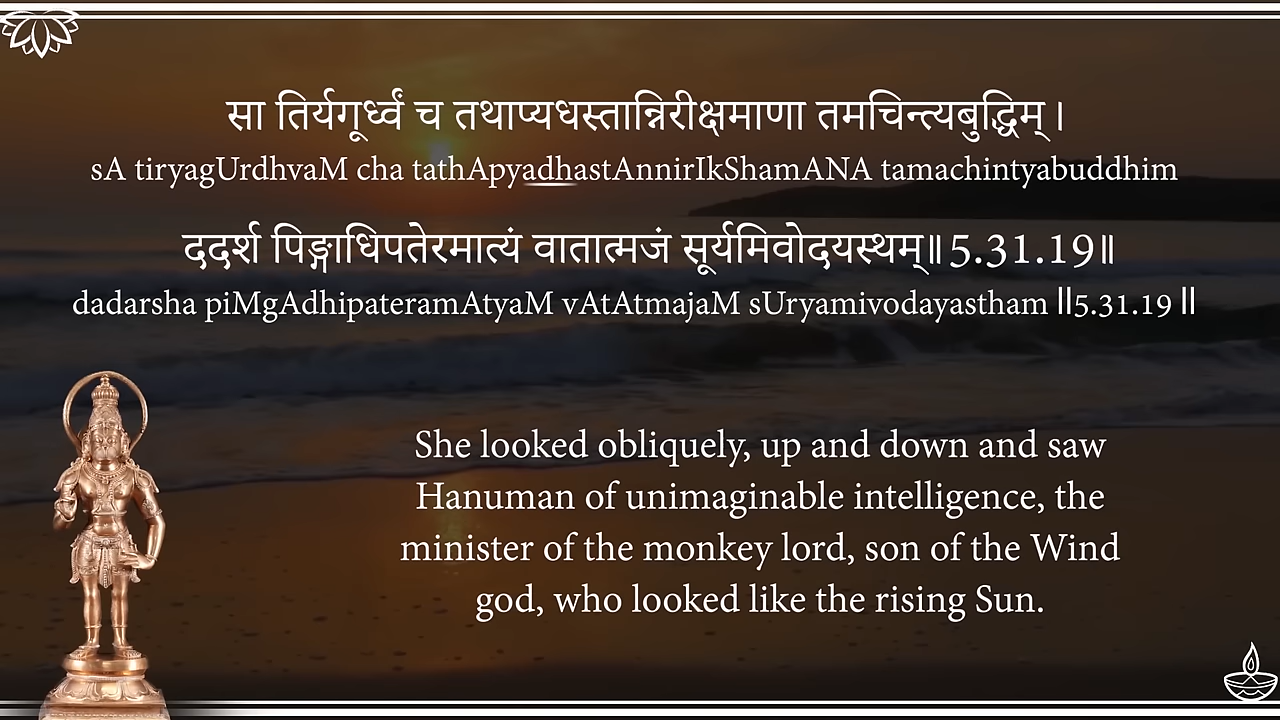 सा तिर्यगूर्ध्वं च तथाप्यधस्तान्निरीक्षमाणा तमचिन्त्यबुद्धिम् ।
sA tiryagUrdhvaM cha tathApyadhastAnnirIkShamANA tamachintyabuddhim
ददर्श पिङ्गाधिपतेरमात्यं वातात्मजं सूर्यमिवोदयस्थम्॥ 5.31.19॥
dadarsha piMgAdhipateramAtyaM vAtAtmajaM sUryamivodayastham ॥5.31.19 ॥
She looked obliquely, up and down and saw
Hanuman of unimaginable intelligence, the
minister of the monkey lord, son of the Wind
god, who looked like the rising Sun.